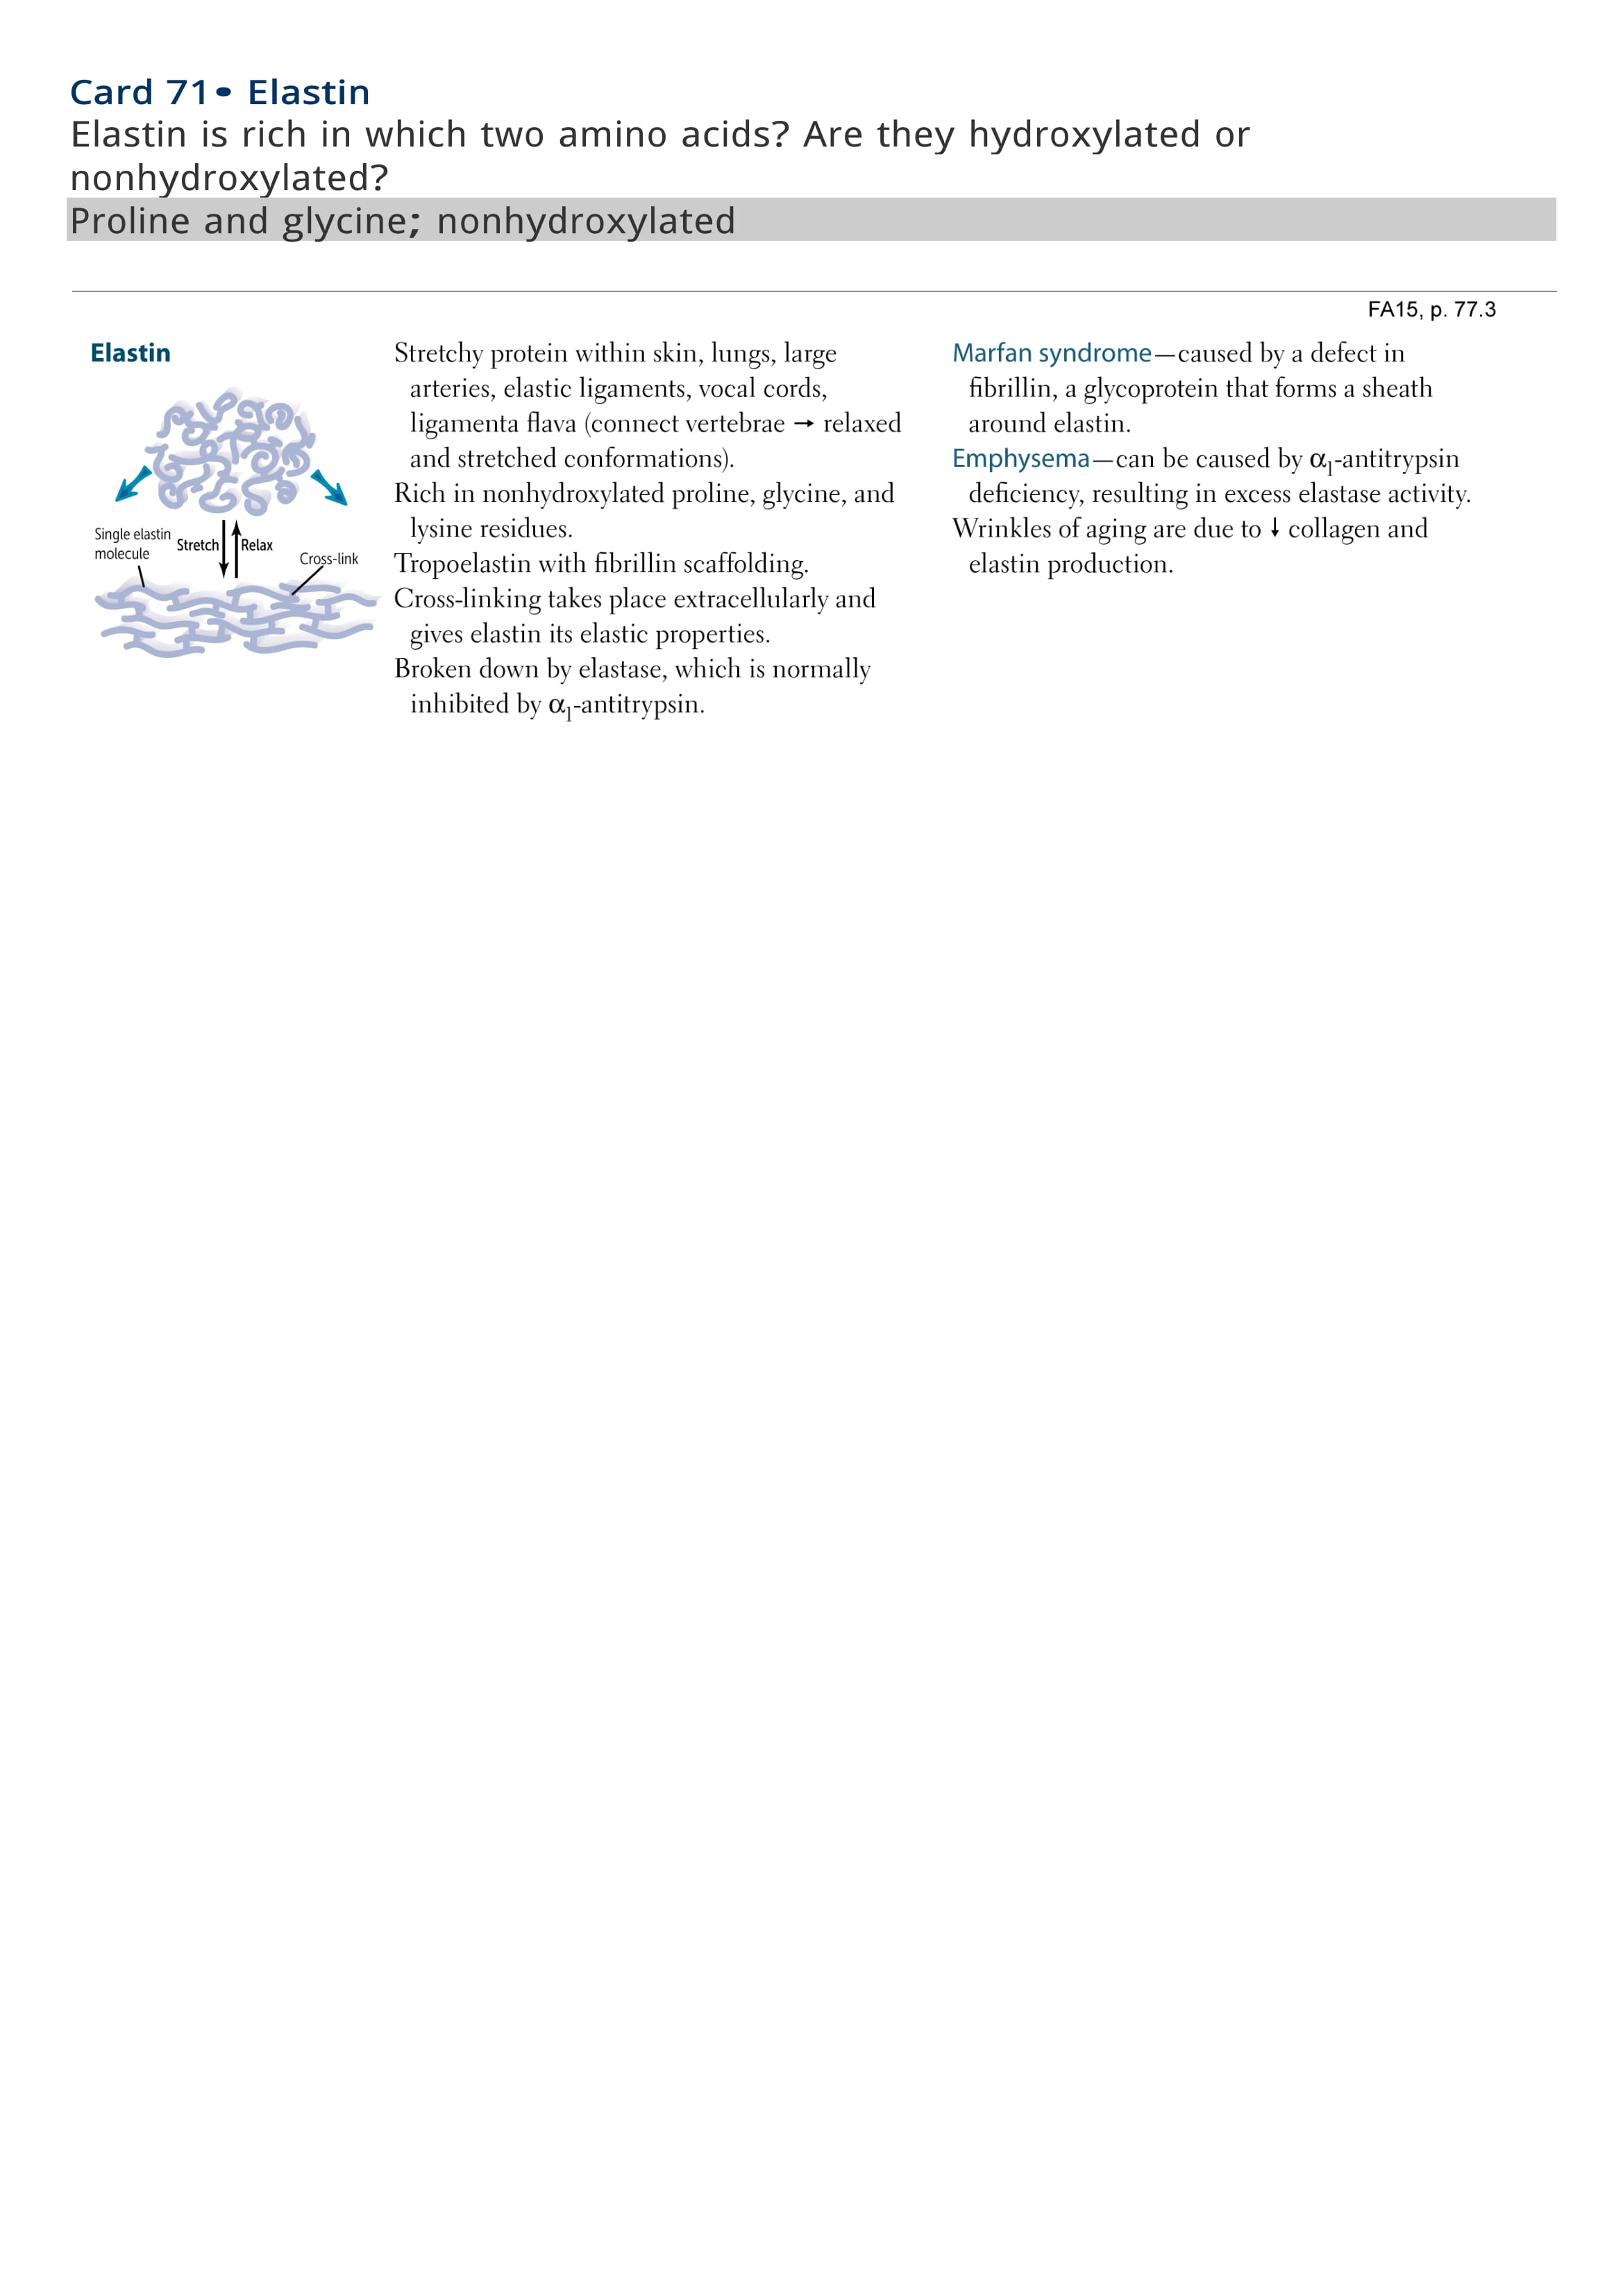 Card 71• Elastin
Elastin is rich in which two amino acids? Are they hydroxylated or
nonhydroxylated?
Proline and glycine; nonhydroxylated
FA15, p. 77.3
Elastin
Single elastin
molecule
Stretch
Relax
Cross-link
Stretchy protein within skin, lungs, large
arteries, elastic ligaments, vocal cords,
ligamenta flava (connect vertebrae → relaxed
and stretched conformations).
Rich in nonhydroxylated proline, glycine, and
lysine residues.
Tropoelastin with fibrillin scaffolding.
Cross-linking takes place extracellularly and
gives elastin its elastic properties.
Broken down by elastase, which is normally
inhibited by α₁-antitrypsin.
Marfan syndrome—caused by a defect in
fibrillin, a glycoprotein that forms a sheath
around elastin.
Emphysema—can be caused by α₁-antitrypsin
deficiency, resulting in excess elastase activity.
Wrinkles of aging are due to ↓ collagen and
elastin production.